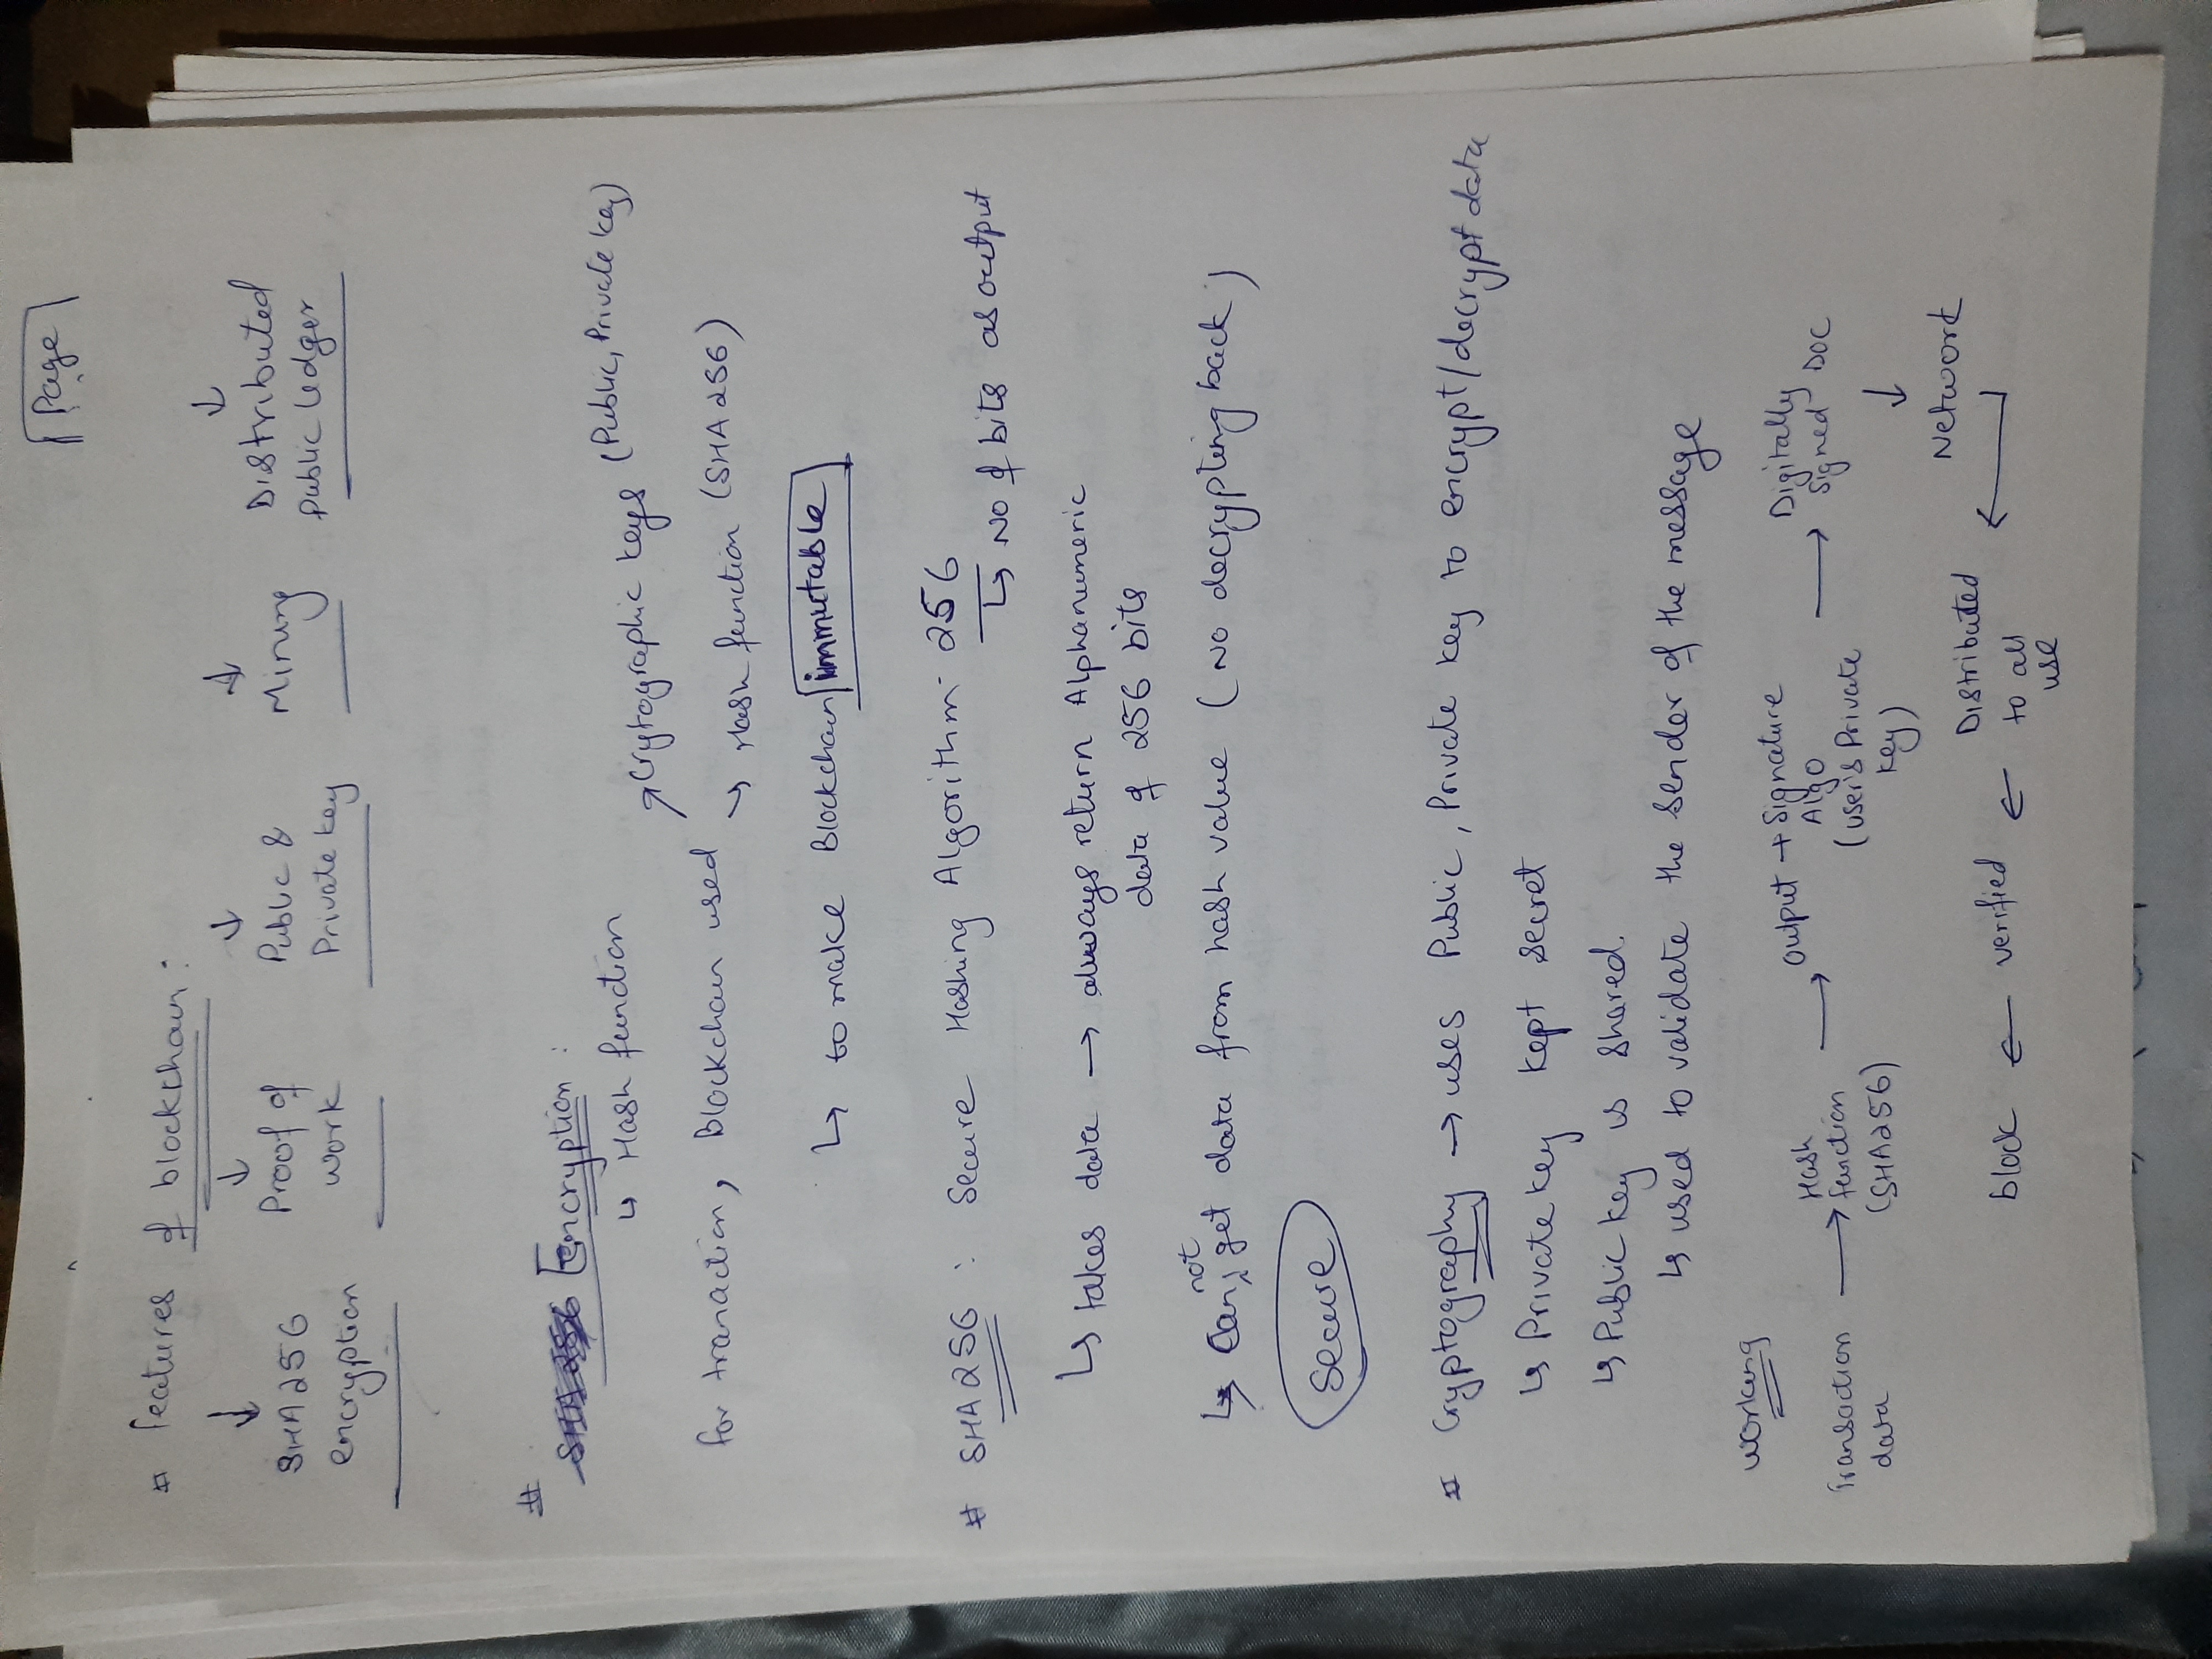 Page
# features of blockchain :
↓ ↓ ↓ ↓ ↓
SHA256 Proof of Public & Mining Distributed
encryption work Private key Public ledger
# Encryption :
↳ Hash function
↗ Crytographic keys (Public, Private key)
for tranaction, Blockchain used
↘ Hash function (SHA256)
↳ to make Blockchain immutable
# SHA256 : Secure Hashing Algorithm - 256
↳ No of bits as output
↳ takes data → always return Alphanumeric
data of 256 bits
↳ Can not get data from hash value (No decrypting back)
Secure
# Cryptography → uses Public, Private key to encrypt/decrypt data
↳ Private key kept secret
↳ Public key is shared.
↳ used to validate the sender of the message
Working
Transaction data → Hash function (SHA256) → output + Signature Algo (user's Private key) → Digitally Signed DOC
↓
Network
block ← verified ← Distributed to all use ←